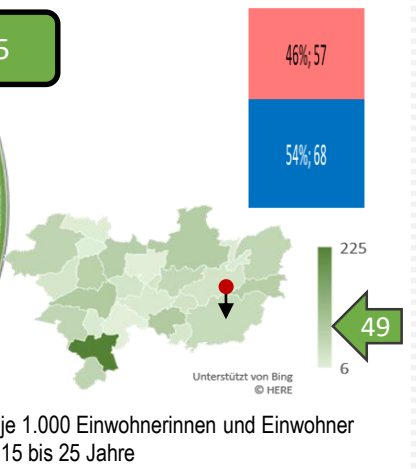 5
46%; 57
54%; 68
225
49
6
Unterstützt von Bing
© HERE
je 1.000 Einwohnerinnen und Einwohner
15 bis 25 Jahre